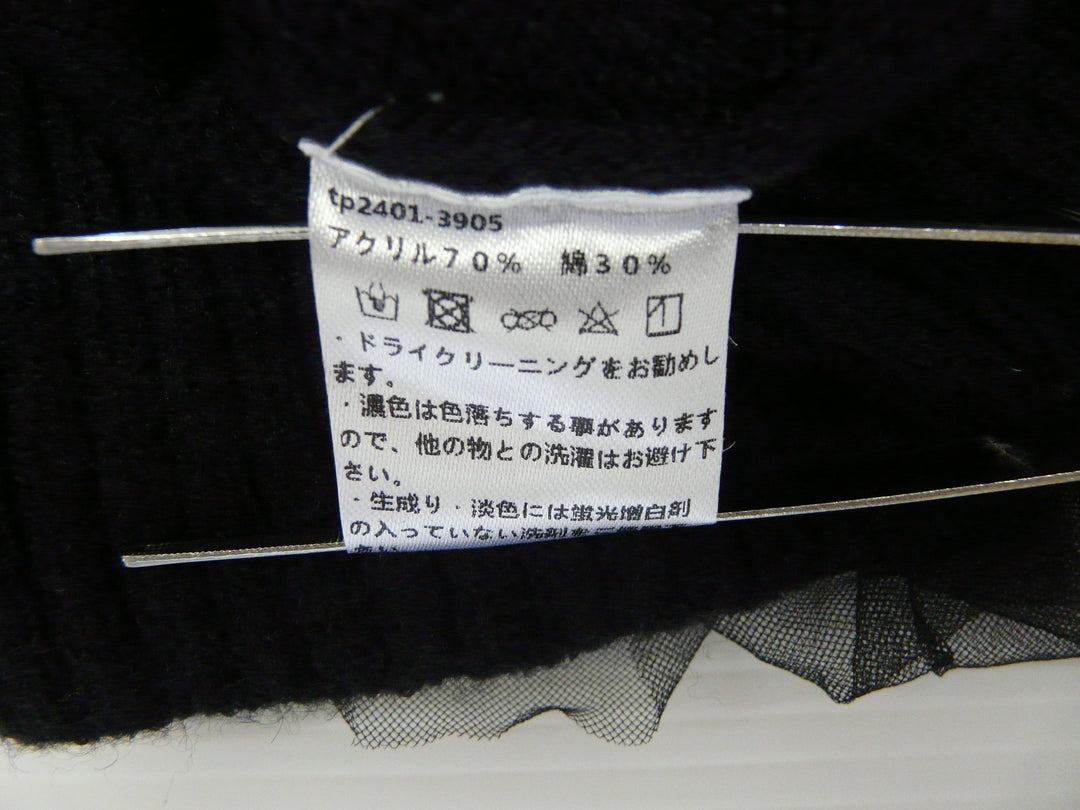 tp2401-3905
アクリル70%　綿30%
・ドライクリーニングをお勧めし
ます。
・濃色は色落ちする事があります
ので、他の物との洗濯はお避け下
さい。
・生成り・淡色には蛍光増白剤
の入っていない洗剤を